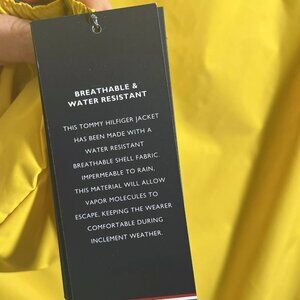 BREATHABLE &
WATER RESISTANT
THIS TOMMY HILFIGER JACKET
HAS BEEN MADE WITH A
WATER RESISTANT
BREATHABLE SHELL FABRIC
IMPERMEABLE TO RAIN,
THIS MATERIAL WILL ALLOW
VAPOR MOLECULES TO
ESCAPE, KEEPING THE WEARER
COMFORTABLE DURING
INCLEMENT WEATHER.